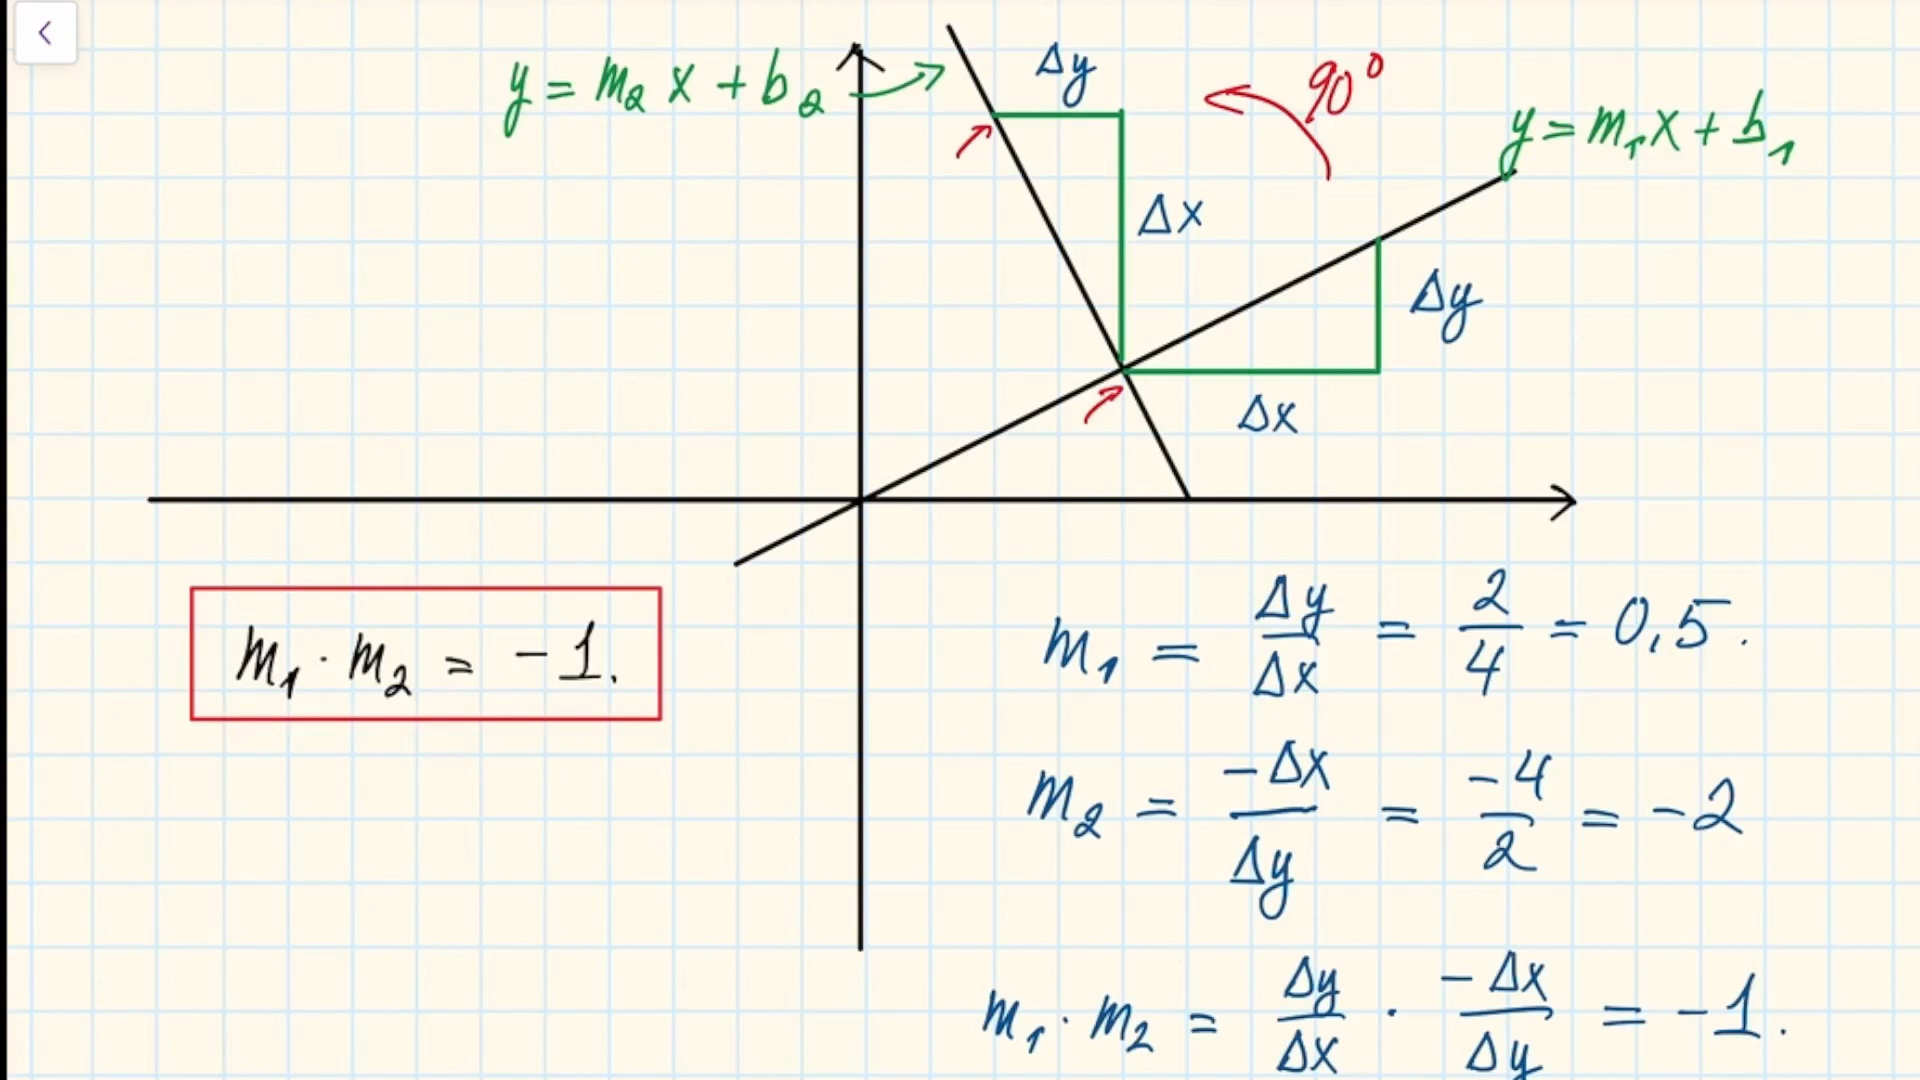 y = m₂ x + b₂
Δy
90°
y = m₁x + b₁
Δx
Δy
Δx
m₁ · m₂ = -1.
m₁ = Δy/Δx = 2/4 = 0,5.
m₂ = -Δx/Δy = -4/2 = -2
m₁ · m₂ = Δy/Δx · -Δx/Δy = -1.